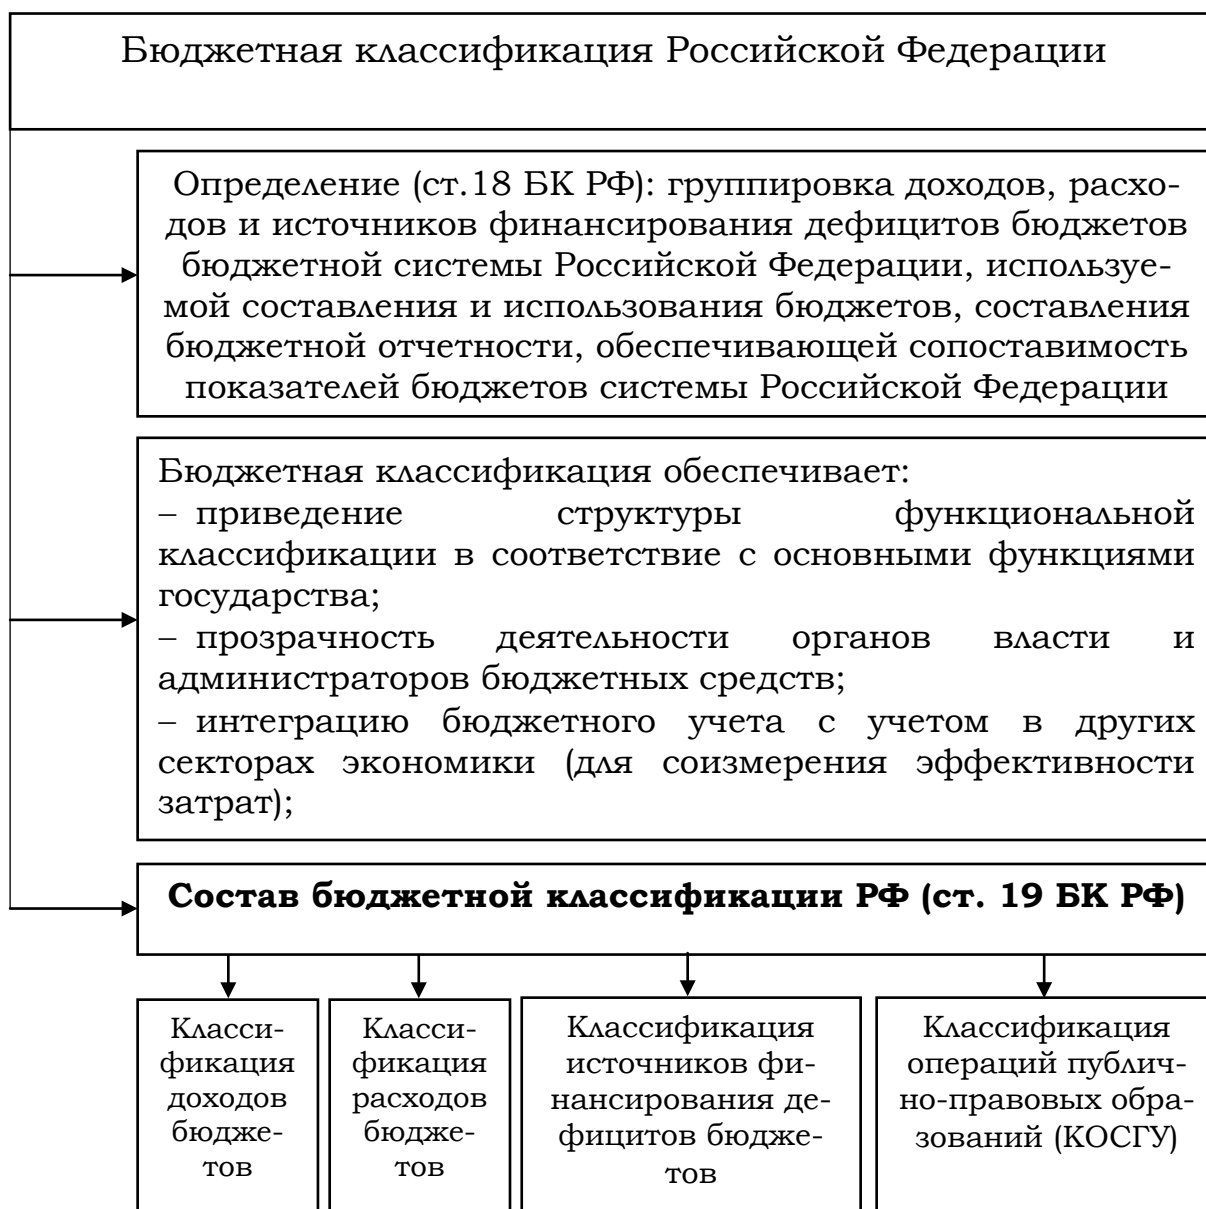 Бюджетная классификация Российской Федерации
Определение (ст.18 БК РФ): группировка доходов, расхо-
дов и источников финансирования дефицитов бюджетов
бюджетной системы Российской Федерации, используе-
мой составления и использования бюджетов, составления
бюджетной отчетности, обеспечивающей сопоставимость
показателей бюджетов системы Российской Федерации
Бюджетная классификация обеспечивает:
– приведение структуры функциональной
классификации в соответствие с основными функциями
государства;
– прозрачность деятельности органов власти и
администраторов бюджетных средств;
– интеграцию бюджетного учета с учетом в других
секторах экономики (для соизмерения эффективности
затрат);
Состав бюджетной классификации РФ (ст. 19 БК РФ)
Класси-
фикация
доходов
бюдже-
тов
Класси-
фикация
расходов
бюдже-
тов
Классификация
источников фи-
нансирования де-
фицитов бюдже-
тов
Классификация
операций публич-
но-правовых обра-
зований (КОСГУ)